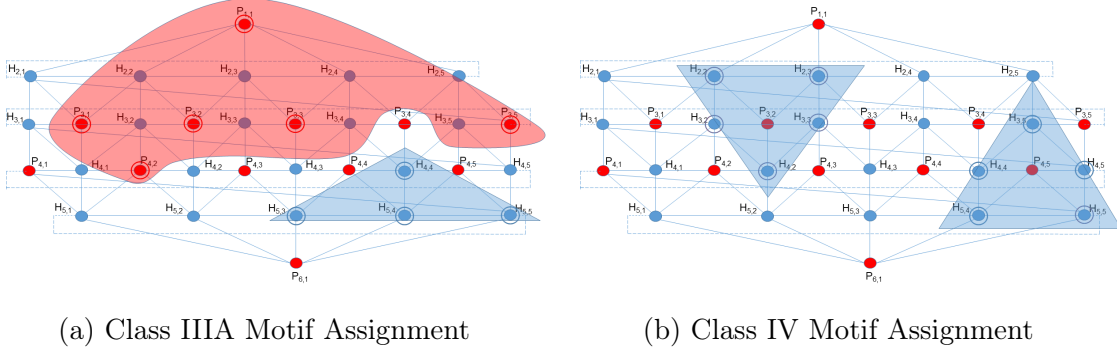 P1,1 P1,1
H2,1 H2,2 H2,3 H2,4 H2,5 H2,1 H2,2 H2,3 H2,4 H2,5
H3,1 P3,1 H3,2 P3,2 H3,3 P3,3 H3,4 P3,4 H3,5 P3,5 H3,1 P3,1 H3,2 P3,2 H3,3 P3,3 H3,4 P3,4 H3,5 P3,5
P4,1 H4,1 P4,2 H4,2 P4,3 H4,3 P4,4 H4,4 P4,5 H4,5 P4,1 H4,1 P4,2 H4,2 P4,3 H4,3 P4,4 H4,4 P4,5 H4,5
H5,1 H5,2 H5,3 H5,4 H5,5 H5,1 H5,2 H5,3 H5,4 H5,5
P6,1 P6,1
(a) Class IIIA Motif Assignment (b) Class IV Motif Assignment